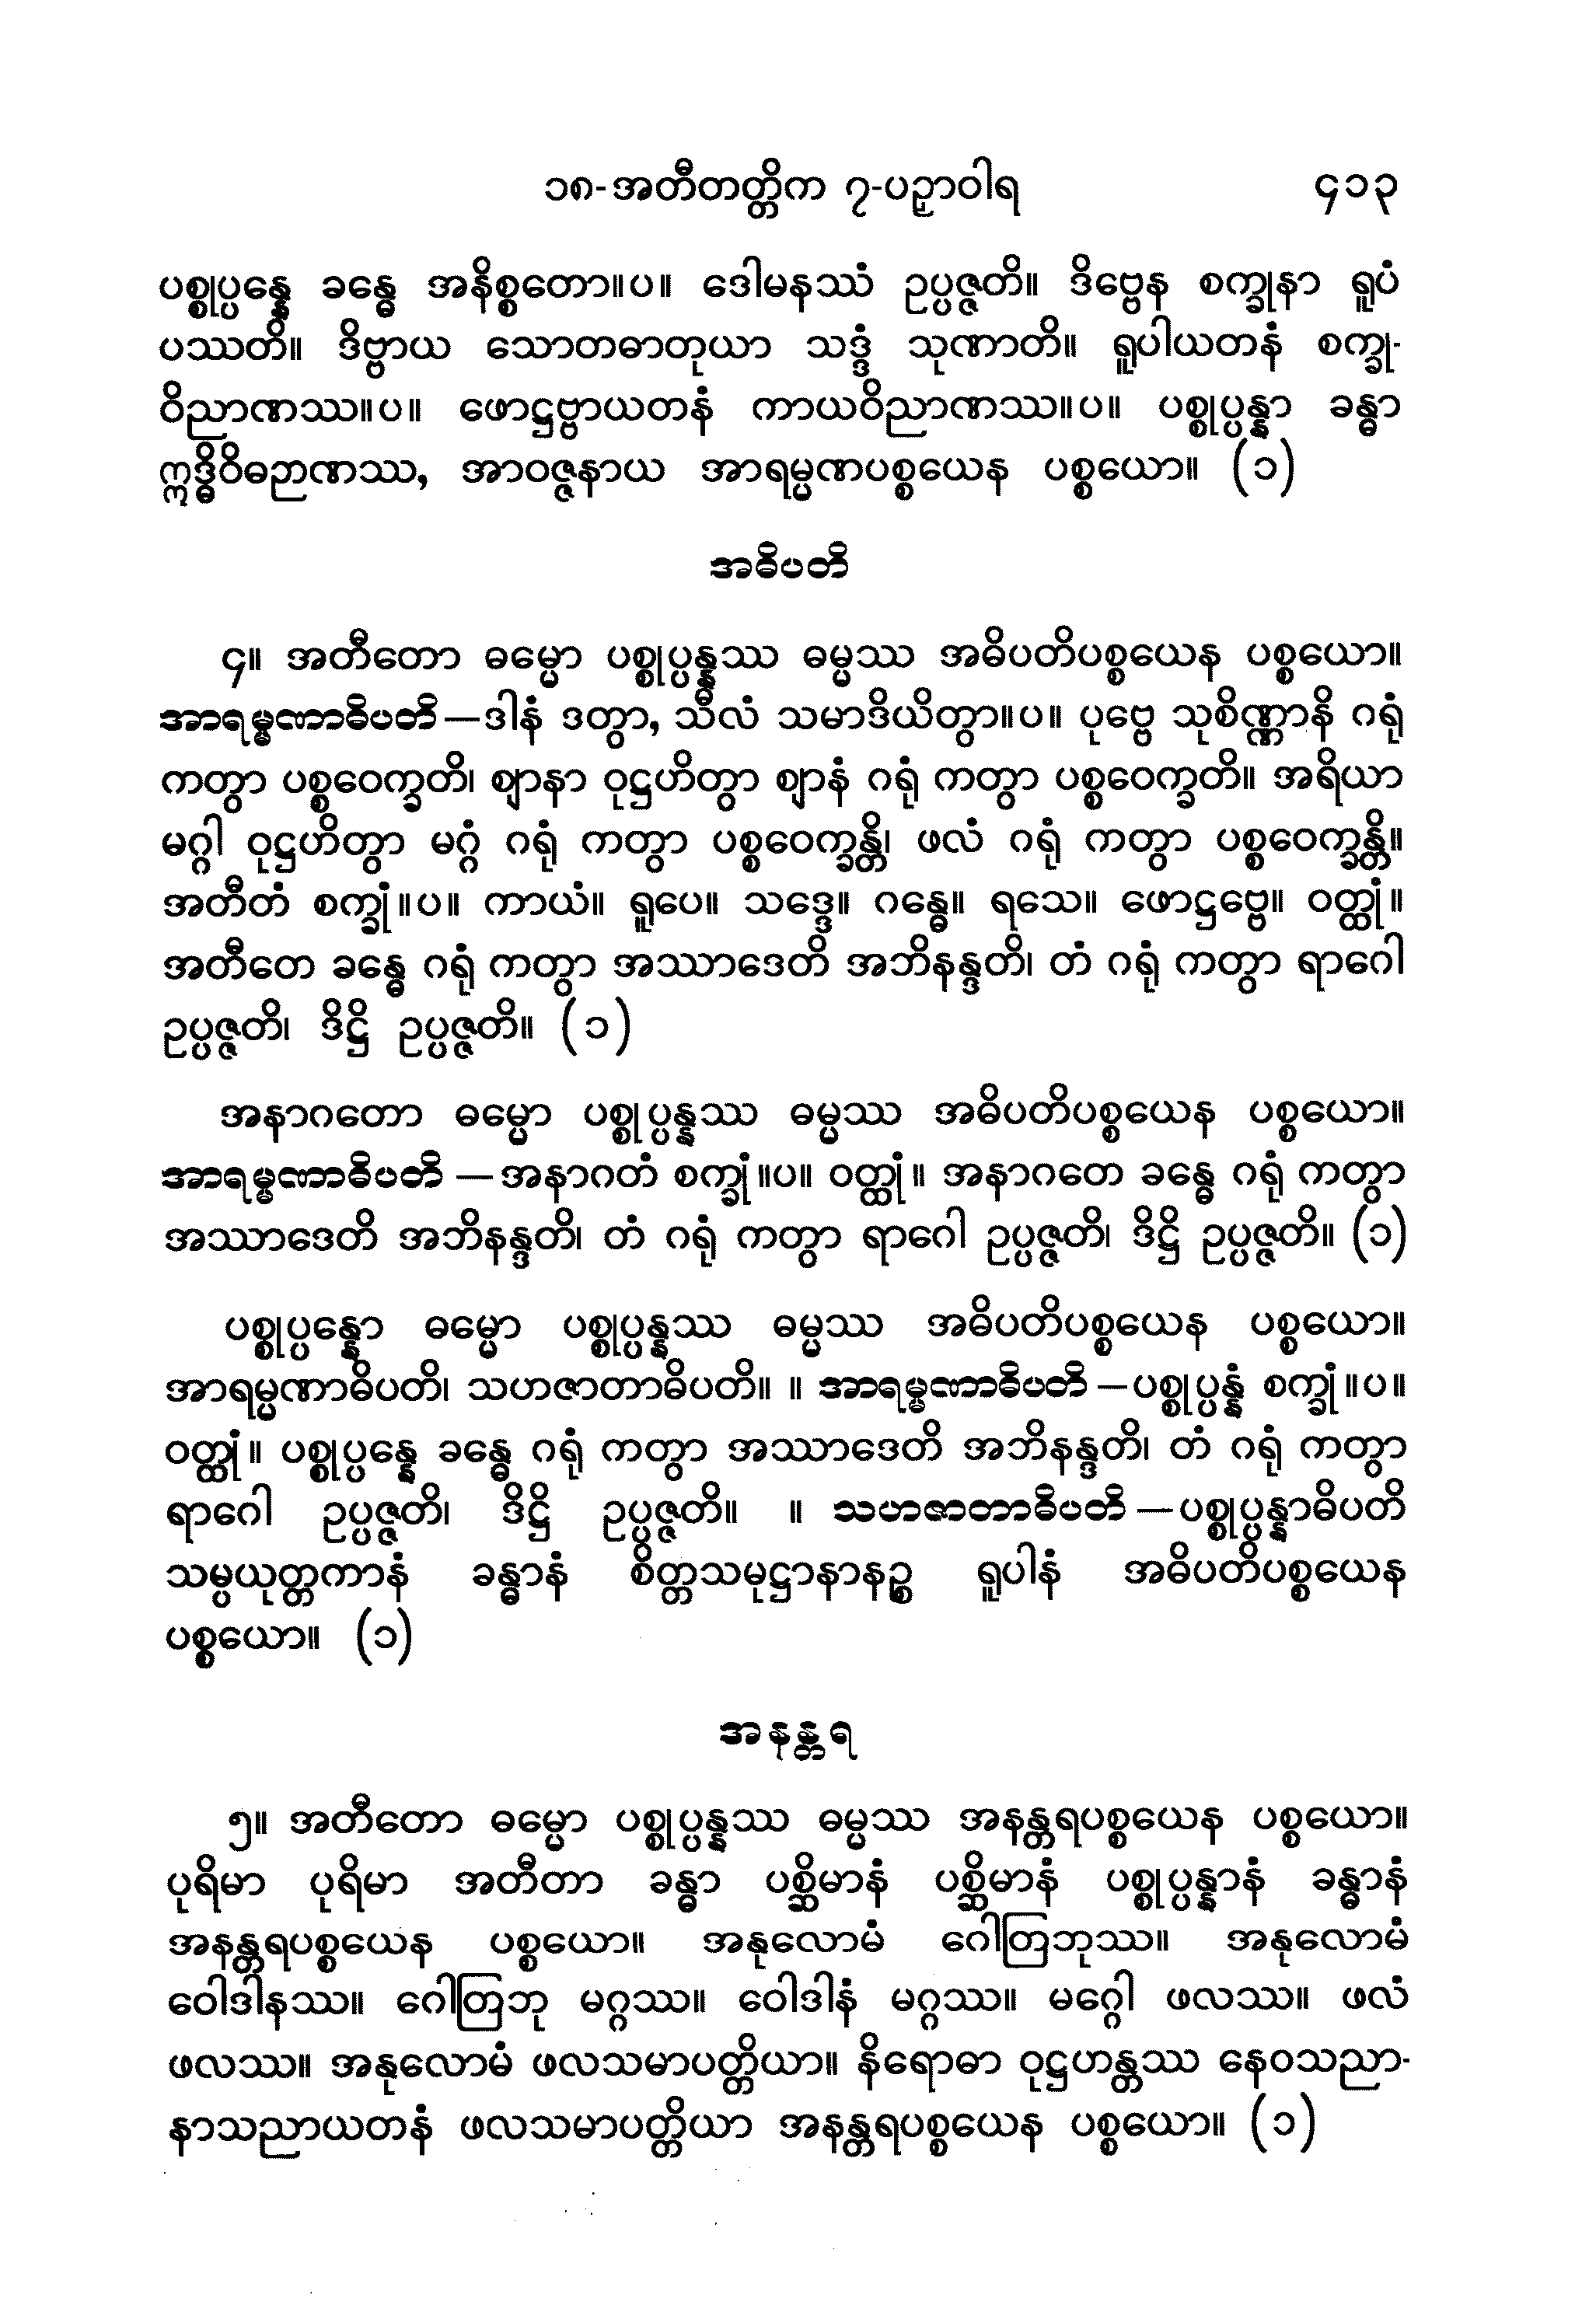 ၁၈-အတီတတ္တိက ၇-ပဉှာဝါရ ၄၁၃
ပစ္စုပ္ပန္နေ ခန္ဓေ အနိစ္စတော။ပ။ ဒေါမနဿံ ဥပ္ပဇ္ဇတိ။ ဒိဗ္ဗေန စက္ခုနာ ရူပံ
ပဿတိ။ ဒိဗ္ဗာယ သောတဓာတုယာ သဒ္ဒံ သုဏာတိ။ ရူပါယတနံ စက္ခု-
ဝိညာဏဿ။ပ။ ဖောဋ္ဌဗ္ဗာယတနံ ကာယဝိညာဏဿ။ပ။ ပစ္စုပ္ပန္နာ ခန္ဓာ
ဣဒ္ဓိဝိဓဉာဏဿ, အာဝဇ္ဇနာယ အာရမ္မဏပစ္စယေန ပစ္စယော။ (၁)
အဓိပတိ
၄။ အတီတော ဓမ္မော ပစ္စုပ္ပန္နဿ ဓမ္မဿ အဓိပတိပစ္စယေန ပစ္စယော။
အာရမ္မဏာဓိပတိ—ဒါနံ ဒတွာ, သီလံ သမာဒိယိတွာ။ပ။ ပုဗ္ဗေ သုစိဏ္ဏာနိ ဂရုံ
ကတွာ ပစ္စဝေက္ခတိ၊ ဈာနာ ဝုဋ္ဌဟိတွာ ဈာနံ ဂရုံ ကတွာ ပစ္စဝေက္ခတိ။ အရိယာ
မဂ္ဂါ ဝုဋ္ဌဟိတွာ မဂ္ဂံ ဂရုံ ကတွာ ပစ္စဝေက္ခန္တိ၊ ဖလံ ဂရုံ ကတွာ ပစ္စဝေက္ခန္တိ။
အတီတံ စက္ခုံ။ပ။ ကာယံ။ ရူပေ။ သဒ္ဒေ။ ဂန္ဓေ။ ရသေ။ ဖောဋ္ဌဗ္ဗေ။ ဝတ္ထုံ။
အတီတေ ခန္ဓေ ဂရုံ ကတွာ အဿာဒေတိ အဘိနန္ဒတိ၊ တံ ဂရုံ ကတွာ ရာဂေါ
ဥပ္ပဇ္ဇတိ၊ ဒိဋ္ဌိ ဥပ္ပဇ္ဇတိ။ (၁)
အနာဂတော ဓမ္မော ပစ္စုပ္ပန္နဿ ဓမ္မဿ အဓိပတိပစ္စယေန ပစ္စယော။
အာရမ္မဏာဓိပတိ —အနာဂတံ စက္ခုံ။ပ။ ဝတ္ထုံ။ အနာဂတေ ခန္ဓေ ဂရုံ ကတွာ
အဿာဒေတိ အဘိနန္ဒတိ၊ တံ ဂရုံ ကတွာ ရာဂေါ ဥပ္ပဇ္ဇတိ၊ ဒိဋ္ဌိ ဥပ္ပဇ္ဇတိ။ (၁)
ပစ္စုပ္ပန္နော ဓမ္မော ပစ္စုပ္ပန္နဿ ဓမ္မဿ အဓိပတိပစ္စယေန ပစ္စယော။
အာရမ္မဏာဓိပတိ၊ သဟဇာတာဓိပတိ။ ။ အာရမ္မဏာဓိပတိ—ပစ္စုပ္ပန္နံ စက္ခုံ။ပ။
ဝတ္ထုံ။ ပစ္စုပ္ပန္နေ ခန္ဓေ ဂရုံ ကတွာ အဿာဒေတိ အဘိနန္ဒတိ၊ တံ ဂရုံ ကတွာ
ရာဂေါ ဥပ္ပဇ္ဇတိ၊ ဒိဋ္ဌိ ဥပ္ပဇ္ဇတိ။ ။ သဟဇာတာဓိပတိ—ပစ္စုပ္ပန္နာဓိပတိ
သမ္ပယုတ္တကာနံ ခန္ဓာနံ စိတ္တသမုဋ္ဌာနာနဉ္စ ရူပါနံ အဓိပတိပစ္စယေန
ပစ္စယော။ (၁)
အနန္တရ
၅။ အတီတော ဓမ္မော ပစ္စုပ္ပန္နဿ ဓမ္မဿ အနန္တရပစ္စယေန ပစ္စယော။
ပုရိမာ ပုရိမာ အတီတာ ခန္ဓာ ပစ္ဆိမာနံ ပစ္ဆိမာနံ ပစ္စုပ္ပန္နာနံ ခန္ဓာနံ
အနန္တရပစ္စယေန ပစ္စယော။ အနုလောမံ ဂေါတြဘုဿ။ အနုလောမံ
ဝေါဒါနဿ။ ဂေါတြဘု မဂ္ဂဿ။ ဝေါဒါနံ မဂ္ဂဿ။ မဂ္ဂေါ ဖလဿ။ ဖလံ
ဖလဿ။ အနုလောမံ ဖလသမာပတ္တိယာ။ နိရောဓာ ဝုဋ္ဌဟန္တဿ နေဝသညာ-
နာသညာယတနံ ဖလသမာပတ္တိယာ အနန္တရပစ္စယေန ပစ္စယော။ (၁)